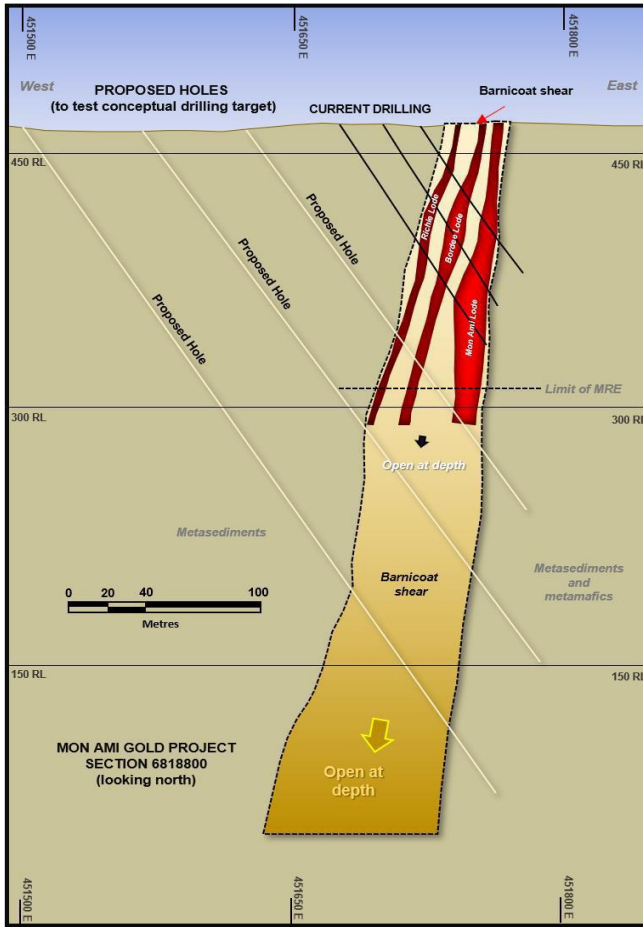 451500 E
451650 E
451800 E
West
PROPOSED HOLES
(to test conceptual drilling target)
CURRENT DRILLING
Barnicoat shear
East
450 RL
450 RL
Richie Lode
Bordee Lode
Mon Ami Lode
Proposed Hole
Proposed Hole
Proposed Hole
Limit of MRE
300 RL
300 RL
Open at depth
Metasediments
Barnicoat
shear
Metasediments
and
metamafics
0 20 40 100
Metres
150 RL
150 RL
MON AMI GOLD PROJECT
SECTION 6818800
(looking north)
Open at
depth
451500 E
451650 E
451800 E